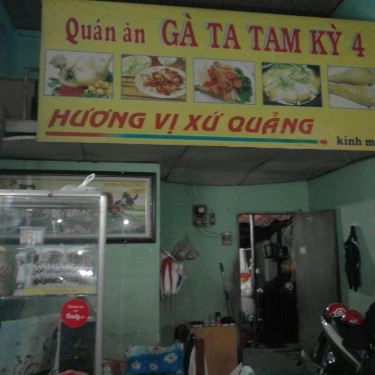 Quán ăn GÀ TA TAM KỲ 4
HƯƠNG VỊ XỨ QUẢNG
kính m